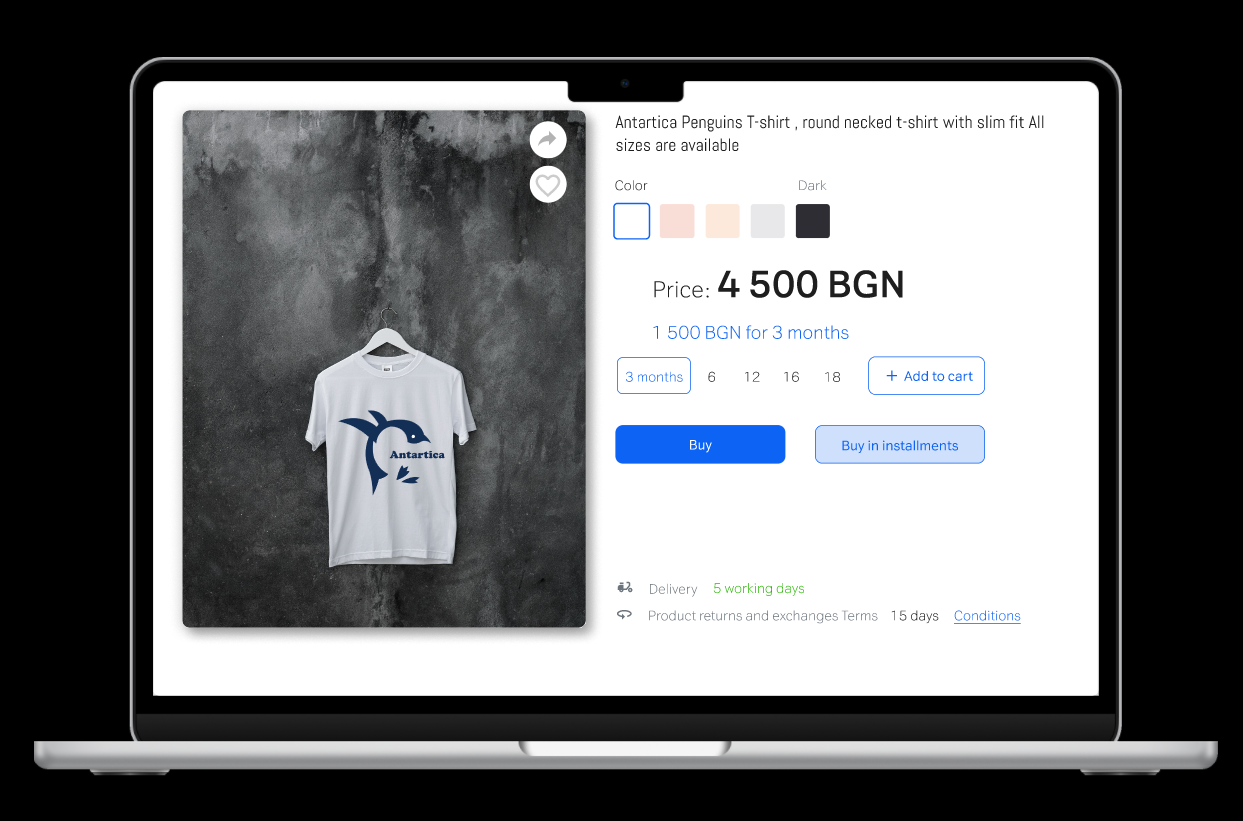 Antartica Penguins T-shirt , round necked t-shirt with slim fit All
sizes are available
Color
Dark
Price: 4 500 BGN
1 500 BGN for 3 months
3 months
6
12
16
18
+ Add to cart
Buy
Buy in installments
Antartica
Delivery 5 working days
Product returns and exchanges Terms 15 days Conditions